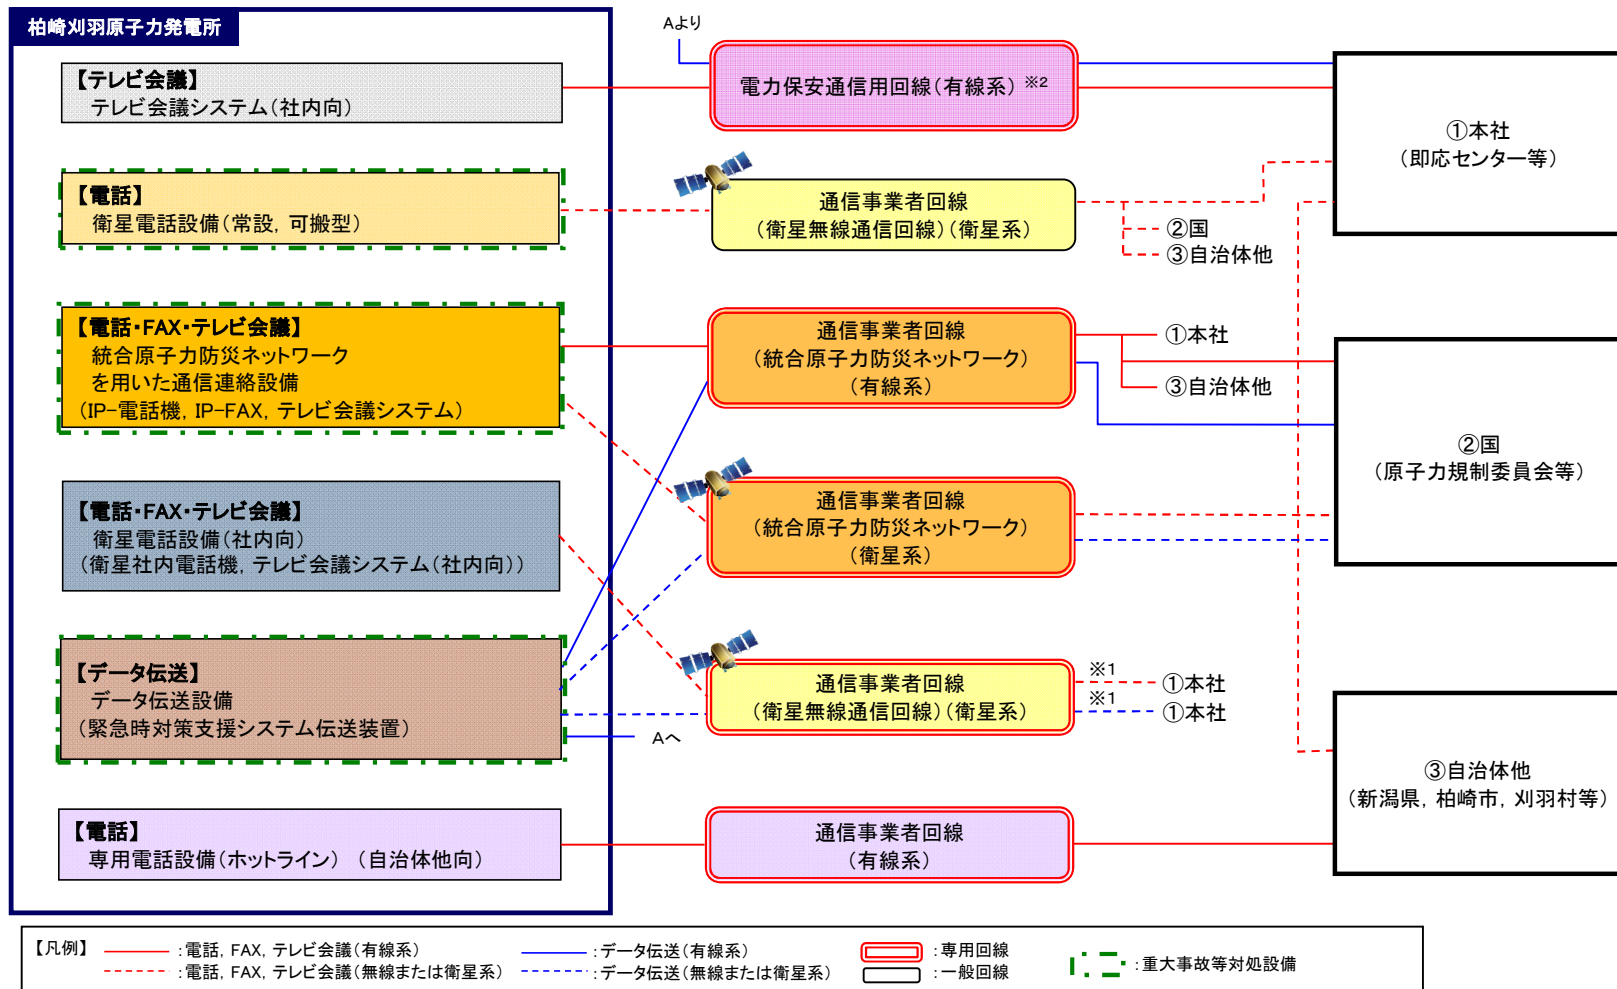 柏崎刈羽原子力発電所
【テレビ会議】
テレビ会議システム(社内向)
【電話】
衛星電話設備(常設, 可搬型)
【電話・FAX・テレビ会議】
統合原子力防災ネットワーク
を用いた通信連絡設備
(IP-電話機, IP-FAX, テレビ会議システム)
【電話・FAX・テレビ会議】
衛星電話設備(社内向)
(衛星社内電話機, テレビ会議システム(社内向))
【データ伝送】
データ伝送設備
(緊急時対策支援システム伝送装置)
Aへ
【電話】
専用電話設備(ホットライン) (自治体他向)
Aより
電力保安通信用回線(有線系) ※2
通信事業者回線
(衛星無線通信回線)(衛星系)
②国
③自治体他
通信事業者回線
(統合原子力防災ネットワーク)
(有線系)
①本社
③自治体他
通信事業者回線
(統合原子力防災ネットワーク)
(衛星系)
通信事業者回線
(衛星無線通信回線)(衛星系)
※1
①本社
※1
①本社
通信事業者回線
(有線系)
①本社
(即応センター等)
②国
(原子力規制委員会等)
③自治体他
(新潟県, 柏崎市, 刈羽村等)
【凡例】
:電話, FAX, テレビ会議(有線系)
:電話, FAX, テレビ会議(無線または衛星系)
:データ伝送(有線系)
:データ伝送(無線または衛星系)
:専用回線
:一般回線
:重大事故等対処設備